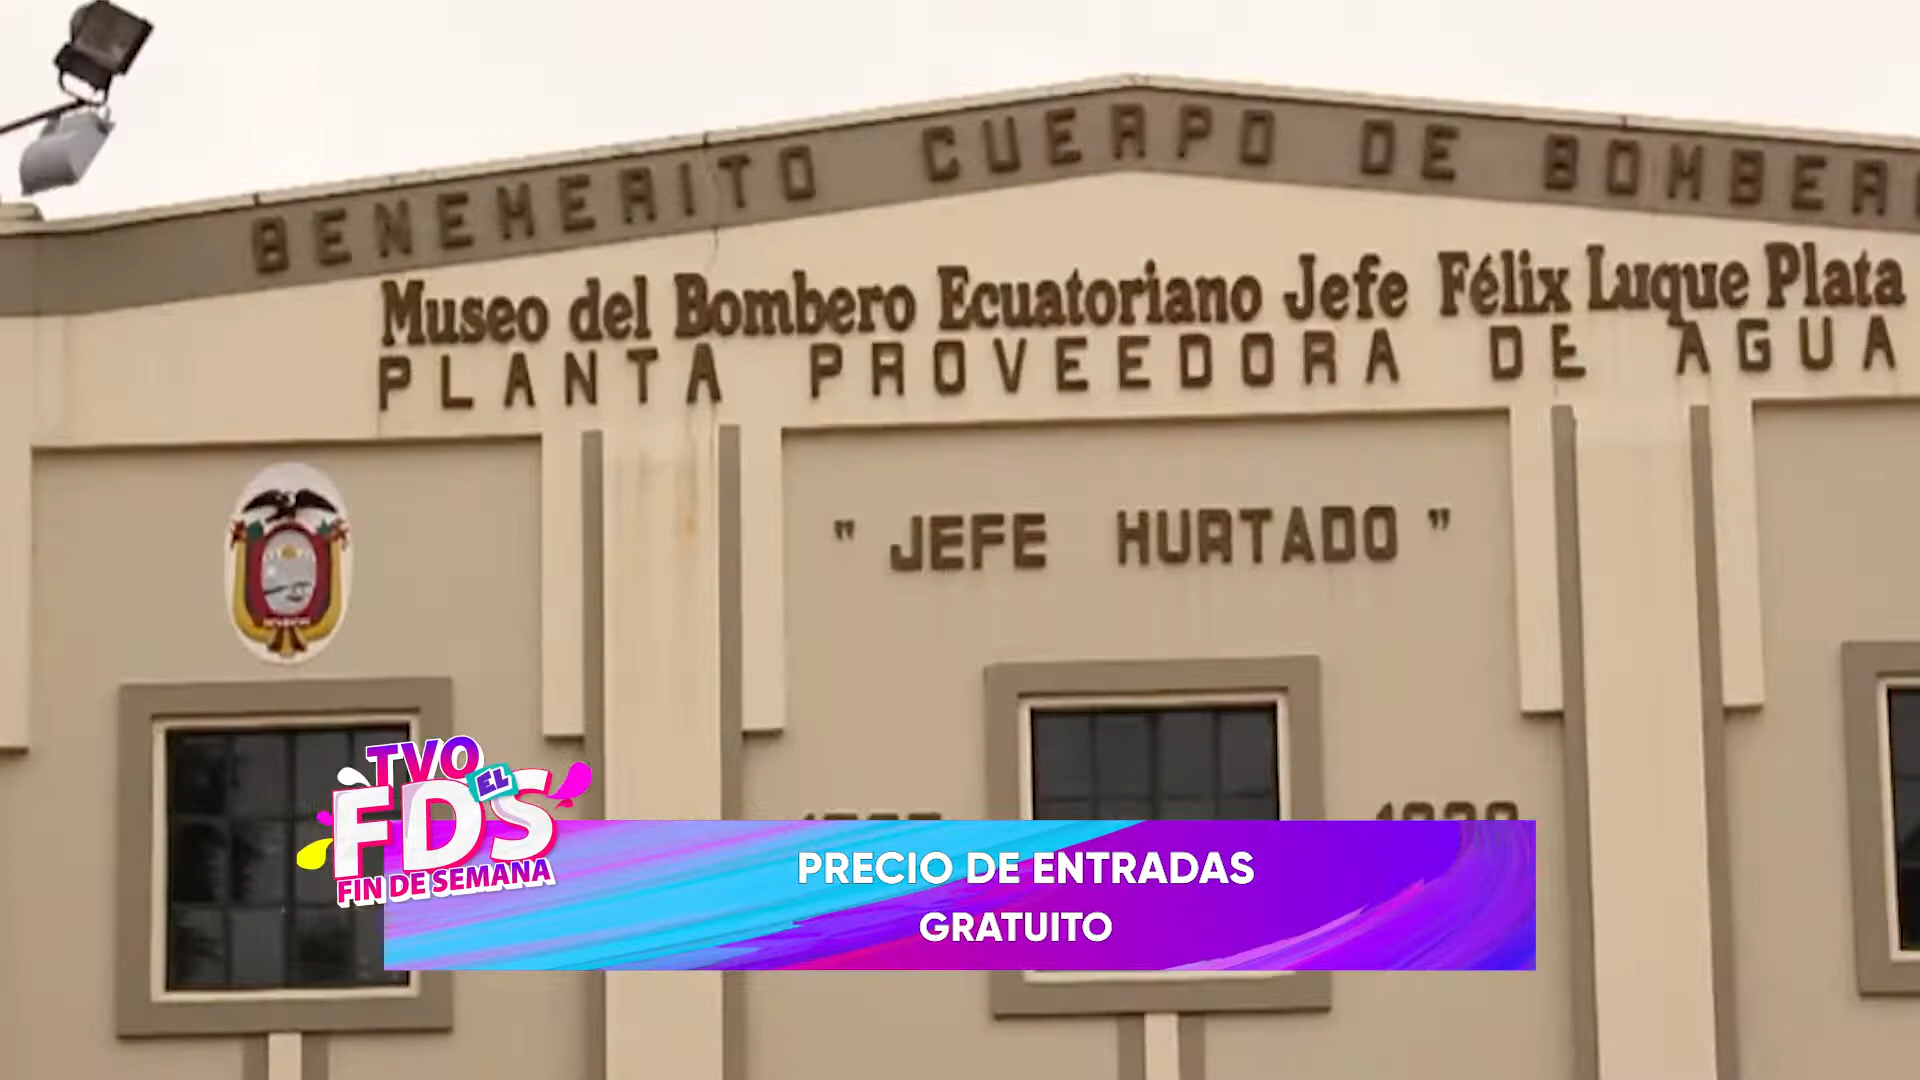 BENEMERITO CUERPO DE BOMBER
Museo del Bombero Ecuatoriano Jefe Félix Luque Plata
PLANTA PROVEEDORA DE AGUA
"JEFE HURTADO"
TVO
EL
FDS
FIN DE SEMANA
PRECIO DE ENTRADAS
GRATUITO